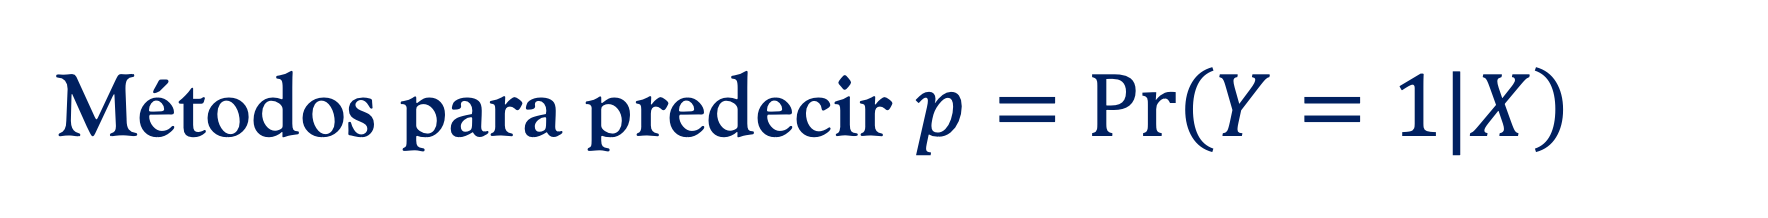 Métodos para predecir p = Pr(Y = 1|X)